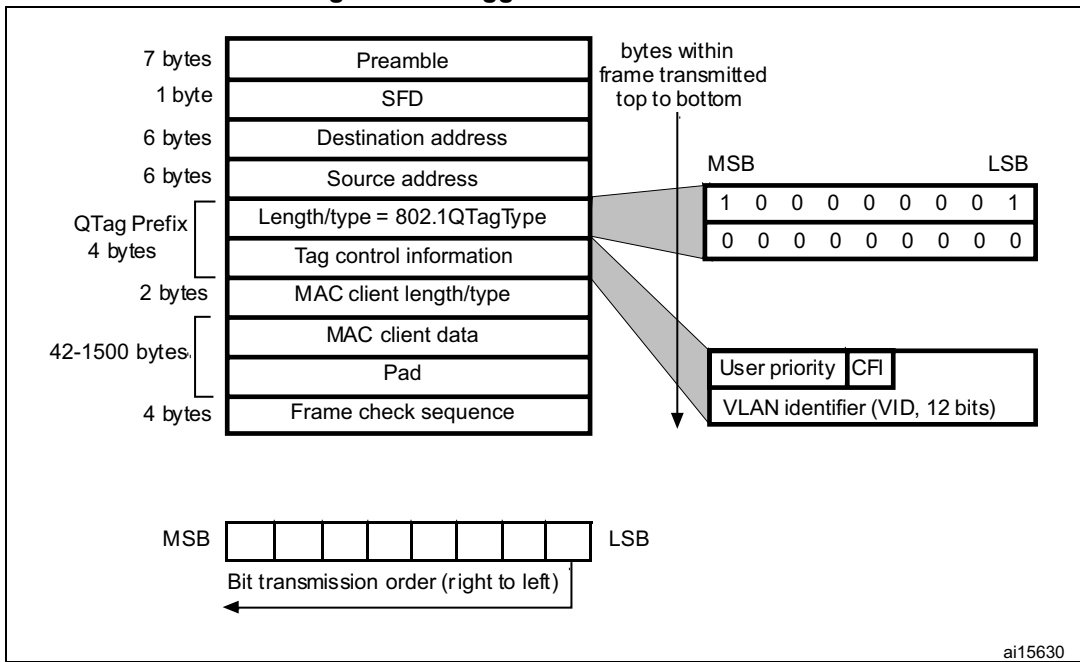 7 bytes
Preamble
1 byte
SFD
6 bytes
Destination address
6 bytes
Source address
QTag Prefix
4 bytes
Length/type = 802.1QTagType
Tag control information
2 bytes
MAC client length/type
42-1500 bytes
MAC client data
Pad
4 bytes
Frame check sequence
bytes within
frame transmitted
top to bottom
MSB LSB
1 0 0 0 0 0 0 0 1
0 0 0 0 0 0 0 0 0
User priority CFI
VLAN identifier (VID, 12 bits)
MSB LSB
Bit transmission order (right to left)
ai15630